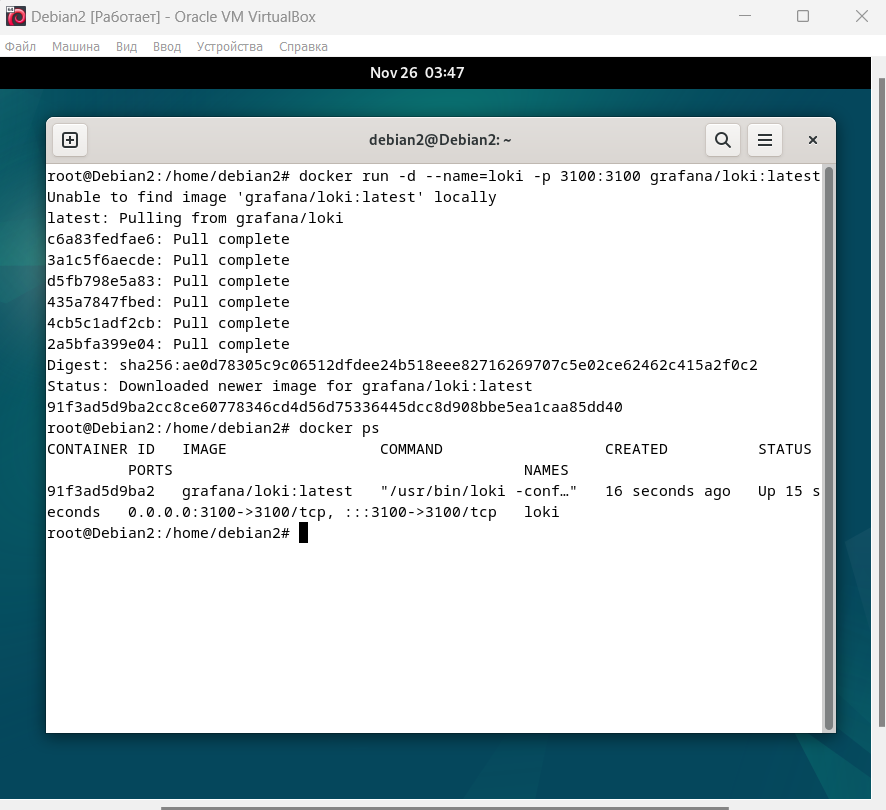 Debian2 [Работает] - Oracle VM VirtualBox
Файл Машина Вид Ввод Устройства Справка
Nov 26 03:47
debian2@Debian2: ~
root@Debian2:/home/debian2# docker run -d --name=loki -p 3100:3100 grafana/loki:latest
Unable to find image 'grafana/loki:latest' locally
latest: Pulling from grafana/loki
c6a83fedfae6: Pull complete
3a1c5f6aecde: Pull complete
d5fb798e5a83: Pull complete
435a7847fbed: Pull complete
4cb5c1adf2cb: Pull complete
2a5bfa399e04: Pull complete
Digest: sha256:ae0d78305c9c06512dfdee24b518eee82716269707c5e02ce62462c415a2f0c2
Status: Downloaded newer image for grafana/loki:latest
91f3ad5d9ba2cc8ce60778346cd4d56d75336445dcc8d908bbe5ea1caa85dd40
root@Debian2:/home/debian2# docker ps
CONTAINER ID   IMAGE                 COMMAND                  CREATED          STATUS
         PORTS                                       NAMES
91f3ad5d9ba2   grafana/loki:latest   "/usr/bin/loki -conf…"   16 seconds ago   Up 15 s
econds   0.0.0.0:3100->3100/tcp, :::3100->3100/tcp   loki
root@Debian2:/home/debian2#